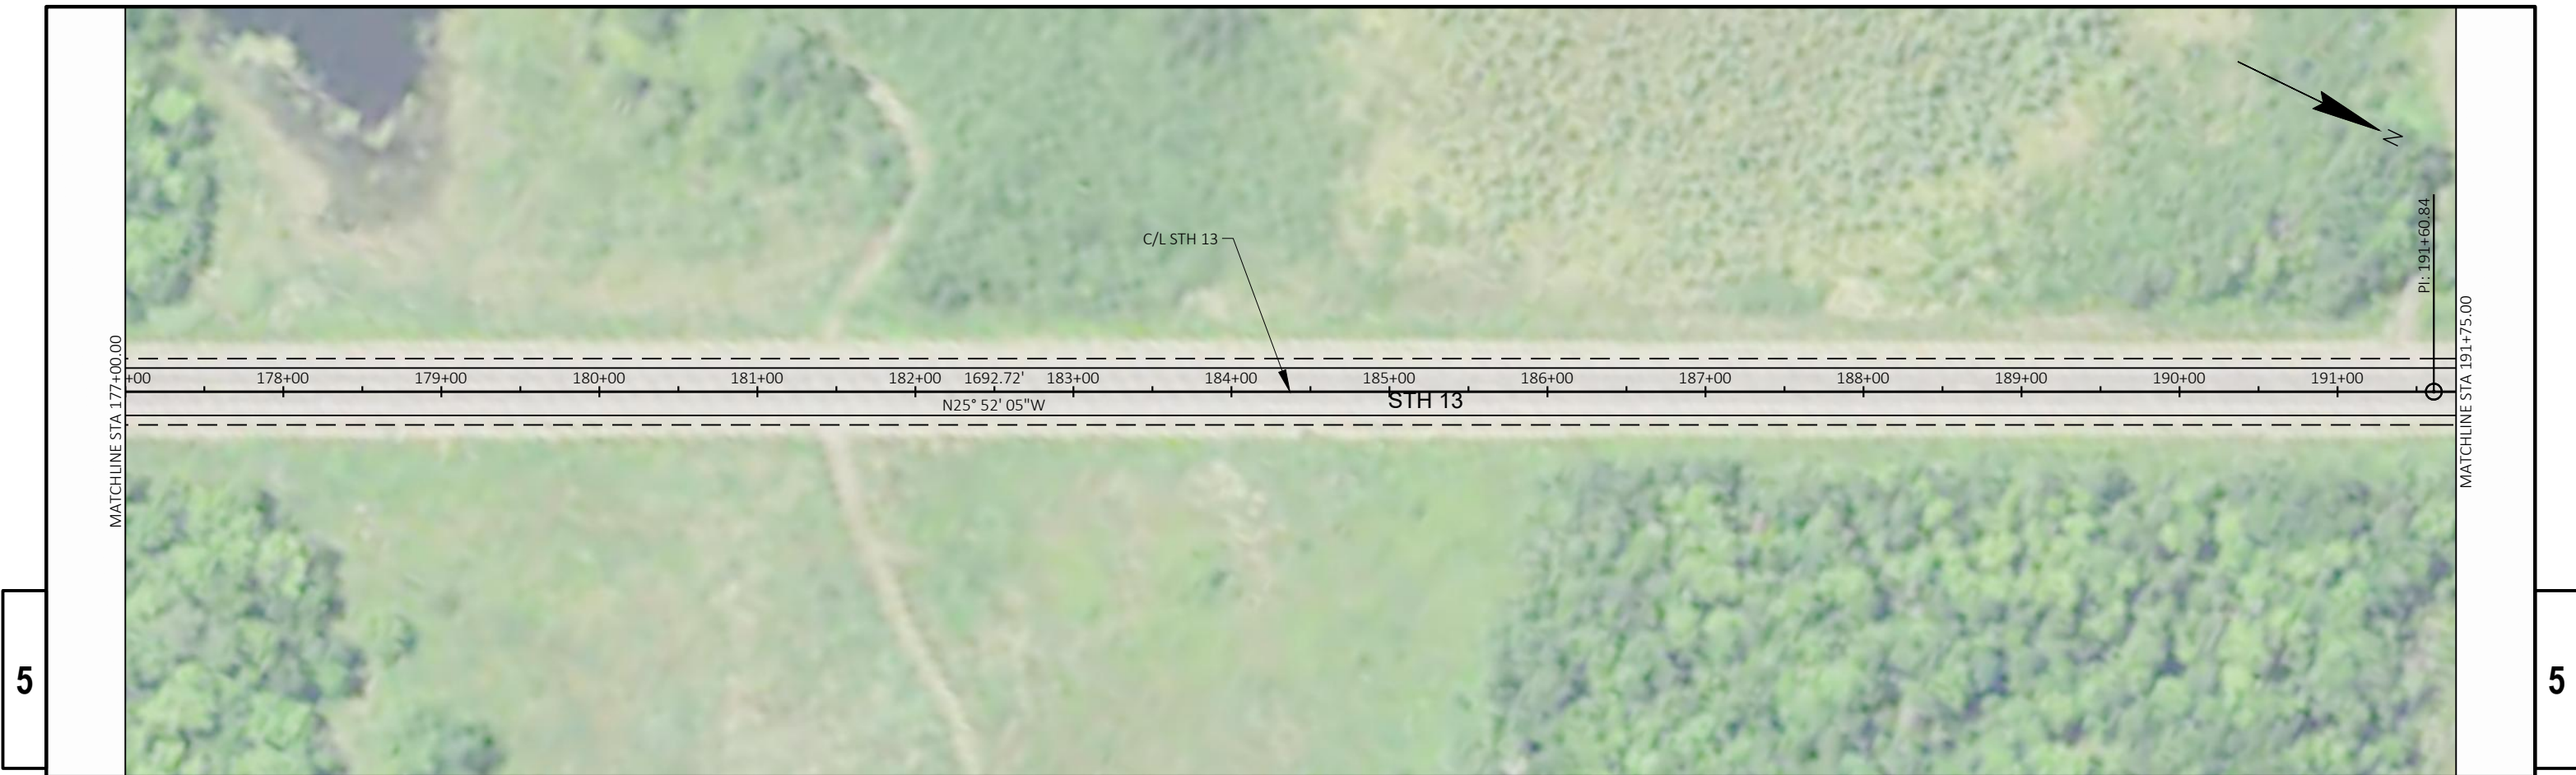 N
PI: 191+60.84
C/L STH 13
MATCHLINE STA 177+00.00
MATCHLINE STA 191+75.00
+00
178+00
179+00
180+00
181+00
182+00
1692.72'
183+00
184+00
185+00
186+00
187+00
188+00
189+00
190+00
191+00
N25° 52' 05"W
STH 13
5
5